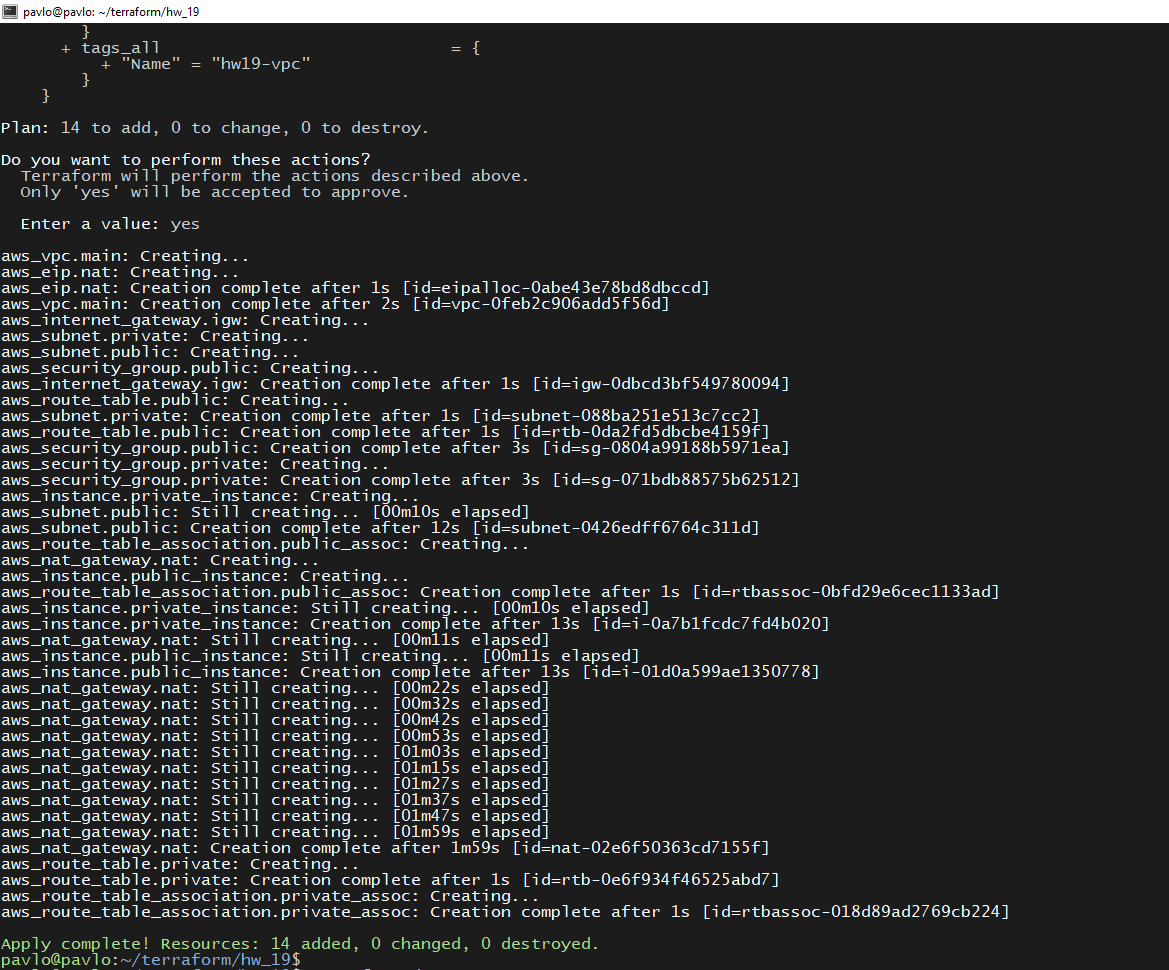 pavlo@pavlo: ~/terraform/hw_19
        }
      + tags_all                             = {
          + "Name" = "hw19-vpc"
        }
    }
Plan: 14 to add, 0 to change, 0 to destroy.
Do you want to perform these actions?
  Terraform will perform the actions described above.
  Only 'yes' will be accepted to approve.
  Enter a value: yes
aws_vpc.main: Creating...
aws_eip.nat: Creating...
aws_eip.nat: Creation complete after 1s [id=eipalloc-0abe43e78bd8dbccd]
aws_vpc.main: Creation complete after 2s [id=vpc-0feb2c906add5f56d]
aws_internet_gateway.igw: Creating...
aws_subnet.private: Creating...
aws_subnet.public: Creating...
aws_security_group.public: Creating...
aws_internet_gateway.igw: Creation complete after 1s [id=igw-0dbcd3bf549780094]
aws_route_table.public: Creating...
aws_subnet.private: Creation complete after 1s [id=subnet-088ba251e513c7cc2]
aws_route_table.public: Creation complete after 1s [id=rtb-0da2fd5dbcbe4159f]
aws_security_group.public: Creation complete after 3s [id=sg-0804a99188b5971ea]
aws_security_group.private: Creating...
aws_security_group.private: Creation complete after 3s [id=sg-071bdb88575b62512]
aws_instance.private_instance: Creating...
aws_subnet.public: Still creating... [00m10s elapsed]
aws_subnet.public: Creation complete after 12s [id=subnet-0426edff6764c311d]
aws_route_table_association.public_assoc: Creating...
aws_nat_gateway.nat: Creating...
aws_instance.public_instance: Creating...
aws_route_table_association.public_assoc: Creation complete after 1s [id=rtbassoc-0bfd29e6cec1133ad]
aws_instance.private_instance: Still creating... [00m10s elapsed]
aws_instance.private_instance: Creation complete after 13s [id=i-0a7b1fcdc7fd4b020]
aws_nat_gateway.nat: Still creating... [00m11s elapsed]
aws_instance.public_instance: Still creating... [00m11s elapsed]
aws_instance.public_instance: Creation complete after 13s [id=i-01d0a599ae1350778]
aws_nat_gateway.nat: Still creating... [00m22s elapsed]
aws_nat_gateway.nat: Still creating... [00m32s elapsed]
aws_nat_gateway.nat: Still creating... [00m42s elapsed]
aws_nat_gateway.nat: Still creating... [00m53s elapsed]
aws_nat_gateway.nat: Still creating... [01m03s elapsed]
aws_nat_gateway.nat: Still creating... [01m15s elapsed]
aws_nat_gateway.nat: Still creating... [01m27s elapsed]
aws_nat_gateway.nat: Still creating... [01m37s elapsed]
aws_nat_gateway.nat: Still creating... [01m47s elapsed]
aws_nat_gateway.nat: Still creating... [01m59s elapsed]
aws_nat_gateway.nat: Creation complete after 1m59s [id=nat-02e6f50363cd7155f]
aws_route_table.private: Creating...
aws_route_table.private: Creation complete after 1s [id=rtb-0e6f934f46525abd7]
aws_route_table_association.private_assoc: Creating...
aws_route_table_association.private_assoc: Creation complete after 1s [id=rtbassoc-018d89ad2769cb224]
Apply complete! Resources: 14 added, 0 changed, 0 destroyed.
pavlo@pavlo:~/terraform/hw_19$